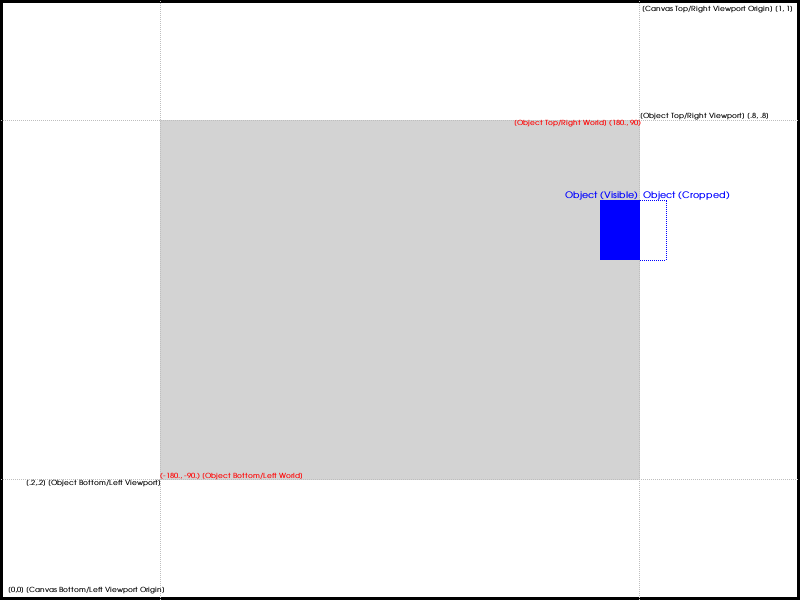 (Canvas Top/Right Viewport Origin) (1, 1)
(Object Top/Right Viewport) (.8, .8)
(Object Top/Right World) (180., 90)
Object (Visible)
Object (Cropped)
(-180., -90.) (Object Bottom/Left World)
(.2,.2) (Object Bottom/Left Viewport)
(0,0) (Canvas Bottom/Left Viewport Origin)